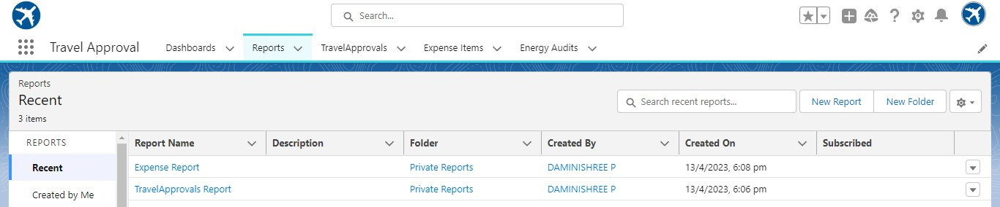 Search...
Travel Approval Dashboards Reports TravelApprovals Expense Items Energy Audits
Reports
Recent
3 items
Search recent reports...
New Report New Folder
REPORTS
Recent
Created by Me
Report Name Description Folder Created By Created On Subscribed
Expense Report Private Reports DAMINISHREE P 13/4/2023, 6:08 pm
TravelApprovals Report Private Reports DAMINISHREE P 13/4/2023, 6:06 pm